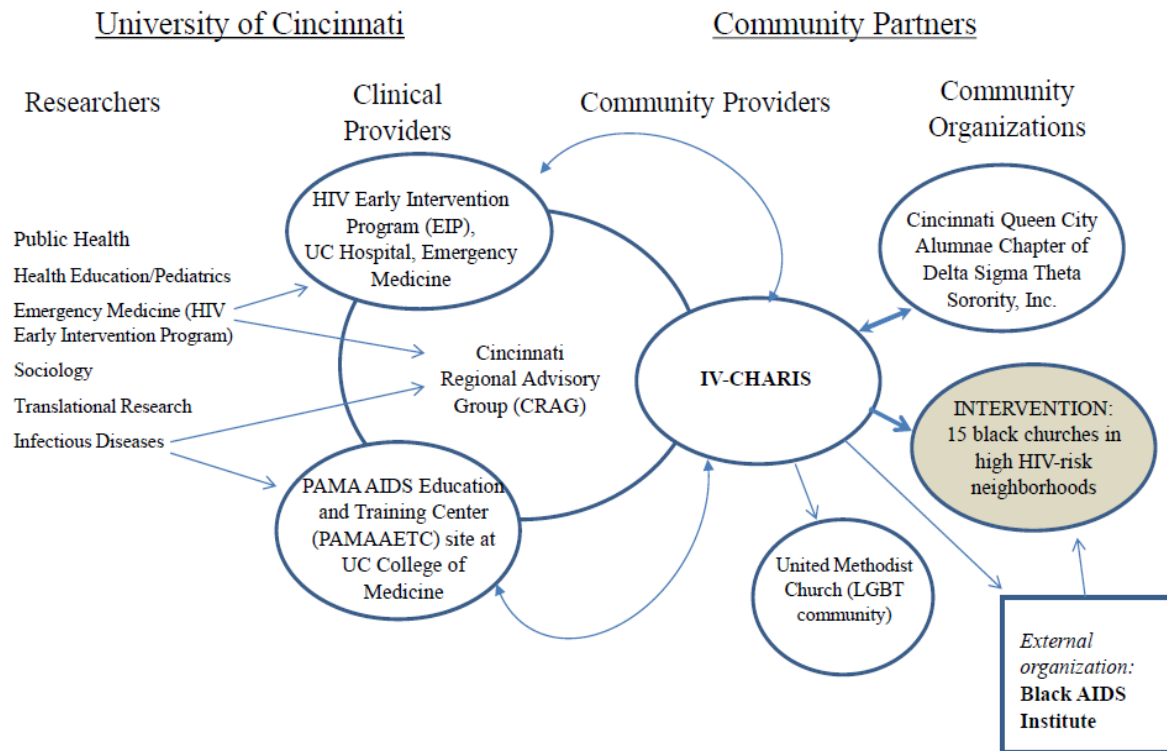 University of Cincinnati
Community Partners
Researchers
Clinical
Providers
Community Providers
Community
Organizations
Public Health
Health Education/Pediatrics
Emergency Medicine (HIV
Early Intervention Program)
Sociology
Translational Research
Infectious Diseases
HIV Early Intervention
Program (EIP),
UC Hospital, Emergency
Medicine
Cincinnati
Regional Advisory
Group (CRAG)
PAMA AIDS Education
and Training Center
(PAMAAETC) site at
UC College of
Medicine
IV-CHARIS
Cincinnati Queen City
Alumnae Chapter of
Delta Sigma Theta
Sorority, Inc.
INTERVENTION:
15 black churches in
high HIV-risk
neighborhoods
United Methodist
Church (LGBT
community)
External
organization:
Black AIDS
Institute